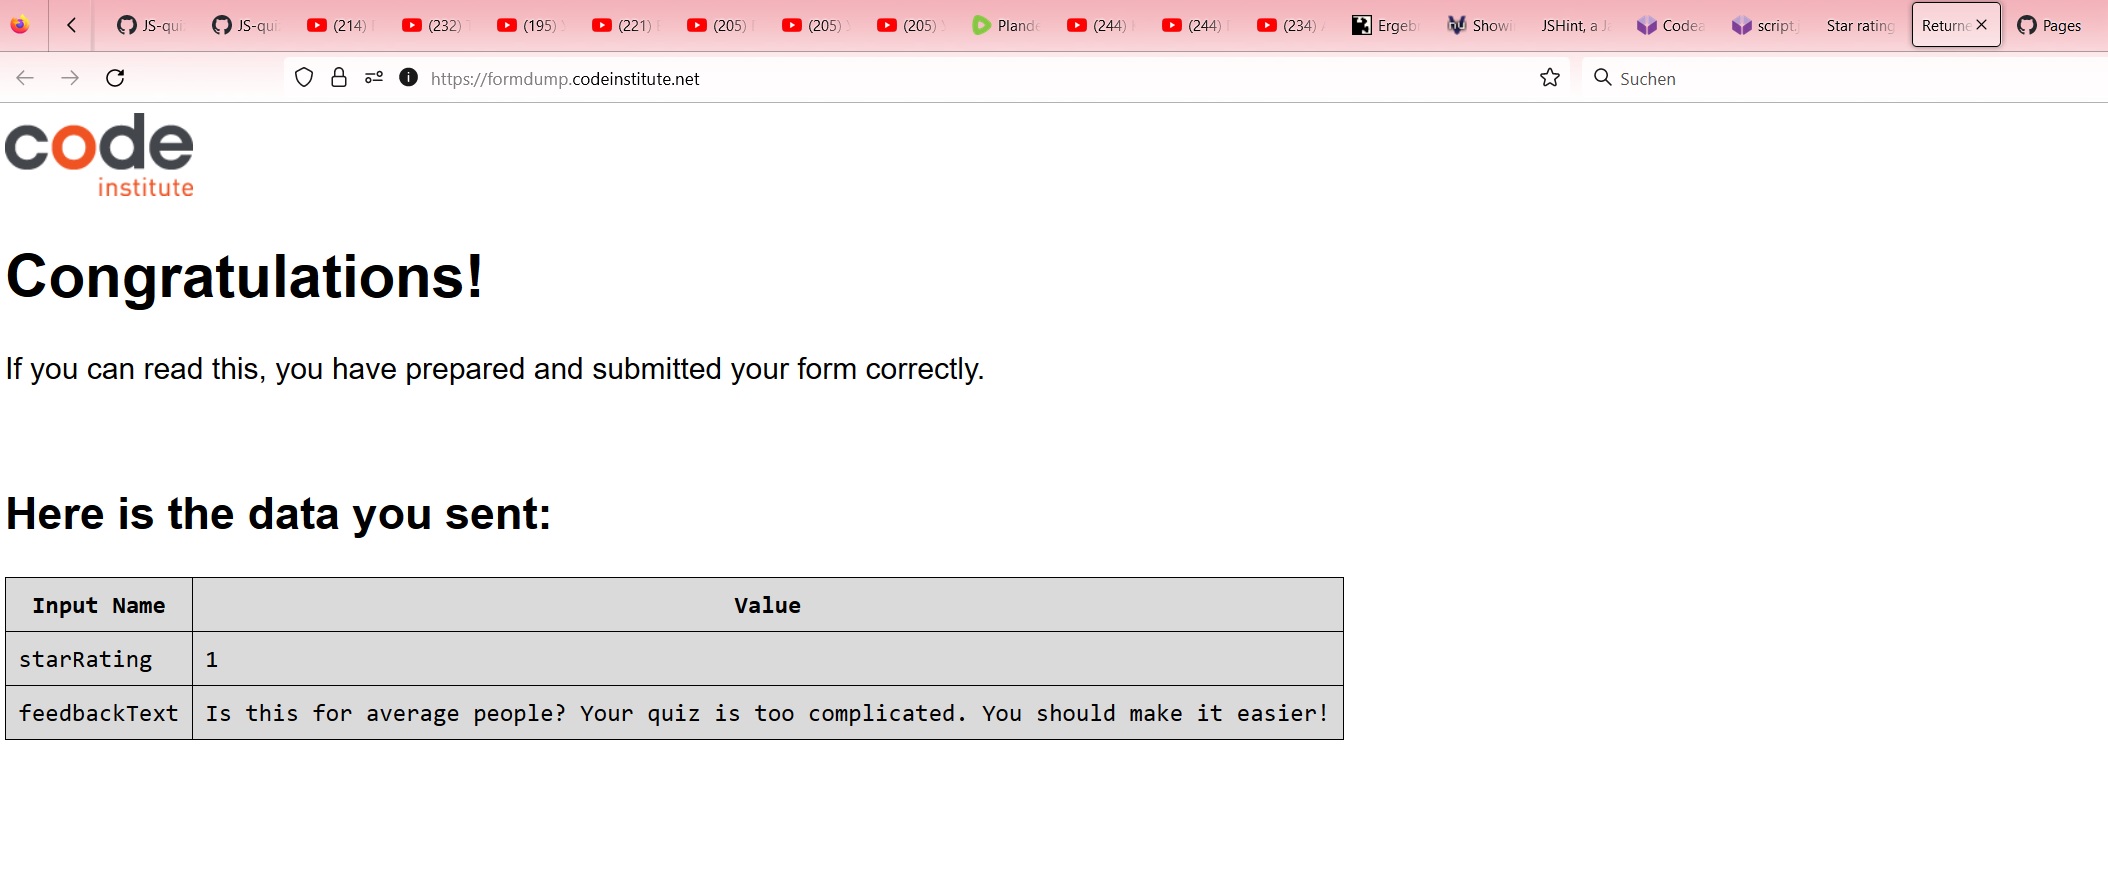 JS-qui JS-qui (214) (232) (195) (221) (205) (205) (205) Plande (244) (244) (234) Ergeb Showi JSHint, a Ja Codea script.j Star rating Returne Pages
https://formdump.codeinstitute.net Suchen
code
institute
Congratulations!
If you can read this, you have prepared and submitted your form correctly.
Here is the data you sent:
Input Name Value
starRating 1
feedbackText Is this for average people? Your quiz is too complicated. You should make it easier!